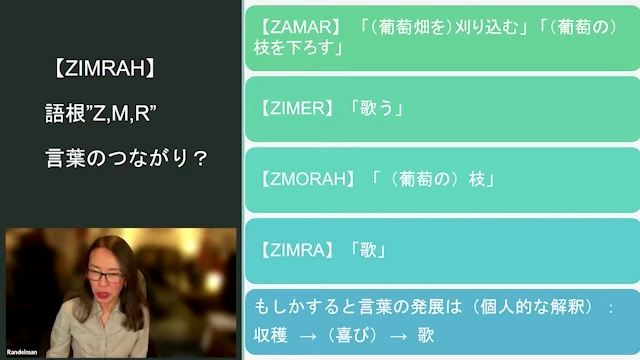 【ZIMRAH】
語根”Z,M,R”
言葉のつながり？
【ZAMAR】 「（葡萄畑を）刈り込む」「（葡萄の）
枝を下ろす」
【ZIMER】「歌う」
【ZMORAH】「（葡萄の）枝」
【ZIMRA】「歌」
もしかすると言葉の発展は（個人的な解釈）：
収穫 →（喜び）→ 歌
Randelman